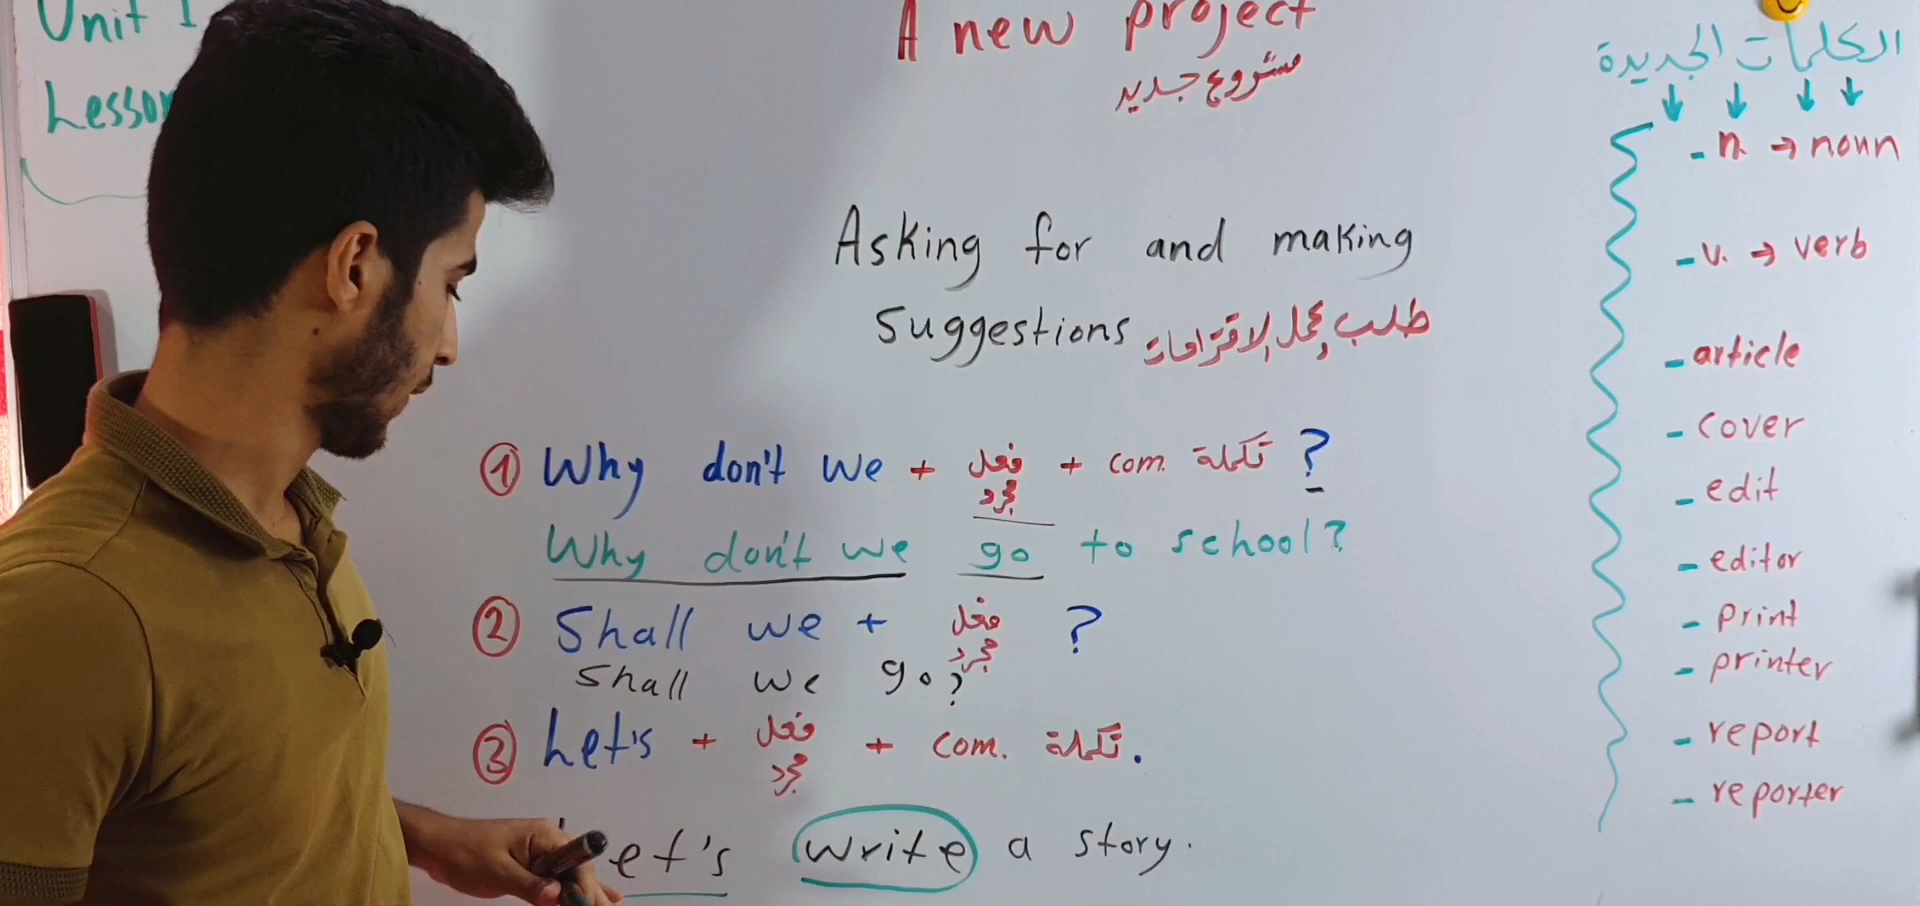 Unit 1
Lesson
A new project
مشروع جديد
Asking for and making
Suggestions طلب وعمل الاقتراحات
① Why don't we + فعل مجرد + com. تكملة ?
Why don't we go to school?
② Shall we + فعل مجرد ?
Shall we go?
③ Let's + فعل مجرد + com. تكملة.
Let's write a story.
الكلمات الجديدة
- n. → noun
- v. → verb
- article
- cover
- edit
- editor
- print
- printer
- report
- reporter